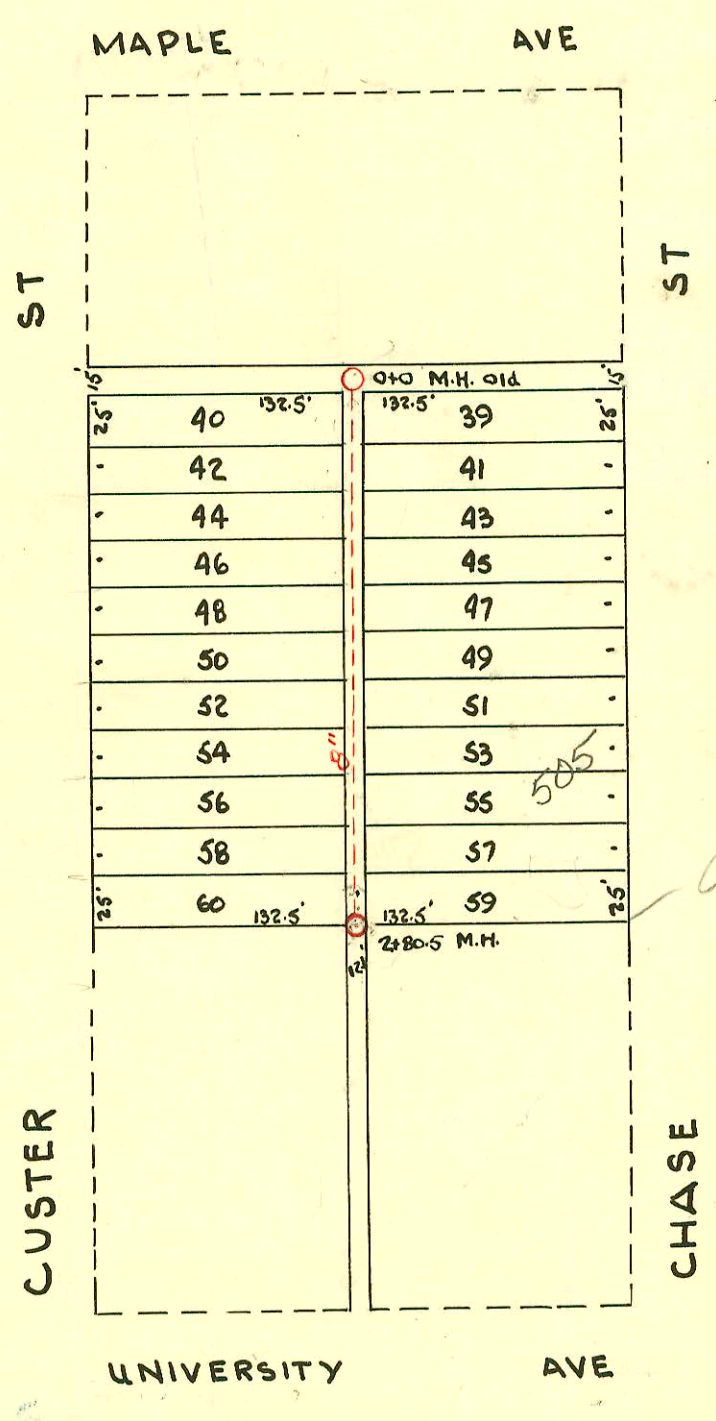 MAPLE AVE
ST
ST
15' 0+0 M.H. Old 15'
25' 40 132.5' 132.5' 39 25'
42 41
44 43
46 45
48 47
50 49
52 51
8"
54 53
505
56 55
58 57
25' 60 132.5' 132.5' 59 25'
2+80.5 M.H.
12'
CUSTER
CHASE
UNIVERSITY AVE